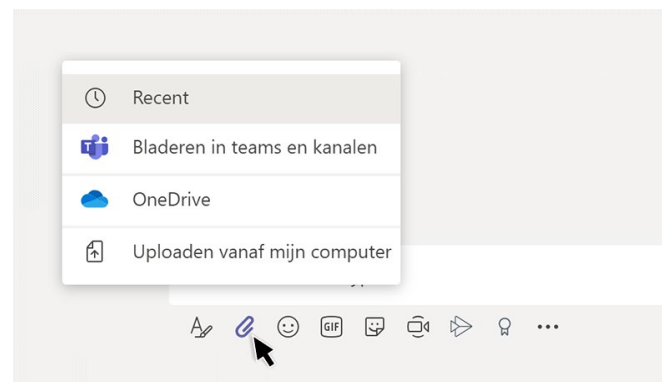 Recent
Bladeren in teams en kanalen
OneDrive
Uploaden vanaf mijn computer
GIF